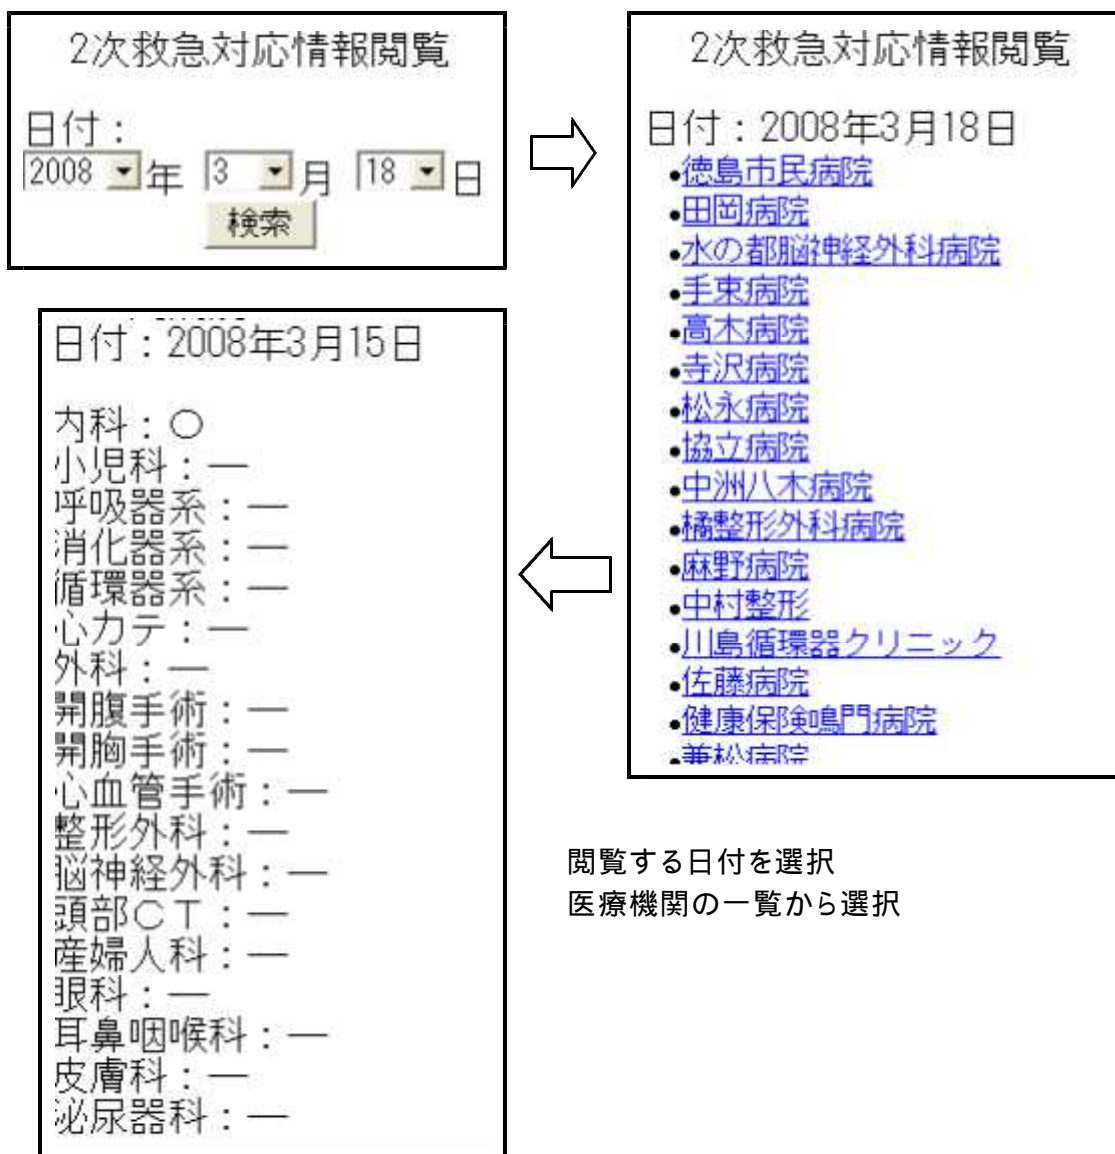 2次救急対応情報閲覧
日付：
2008 年 3 月 18 日
検索
2次救急対応情報閲覧
日付：2008年3月18日
•徳島市民病院
•田岡病院
•水の都脳神経外科病院
•手束病院
•高木病院
•寺沢病院
•松永病院
•協立病院
•中洲八木病院
•橘整形外科病院
•麻野病院
•中村整形
•川島循環器クリニック
•佐藤病院
•健康保険鳴門病院
•兼松病院
日付：2008年3月15日
内科：○
小児科：―
呼吸器系：―
消化器系：―
循環器系：―
心カテ：―
外科：―
開腹手術：―
開胸手術：―
心血管手術：―
整形外科：―
脳神経外科：―
頭部ＣＴ：―
産婦人科：―
眼科：―
耳鼻咽喉科：―
皮膚科：―
泌尿器科：―
閲覧する日付を選択
医療機関の一覧から選択